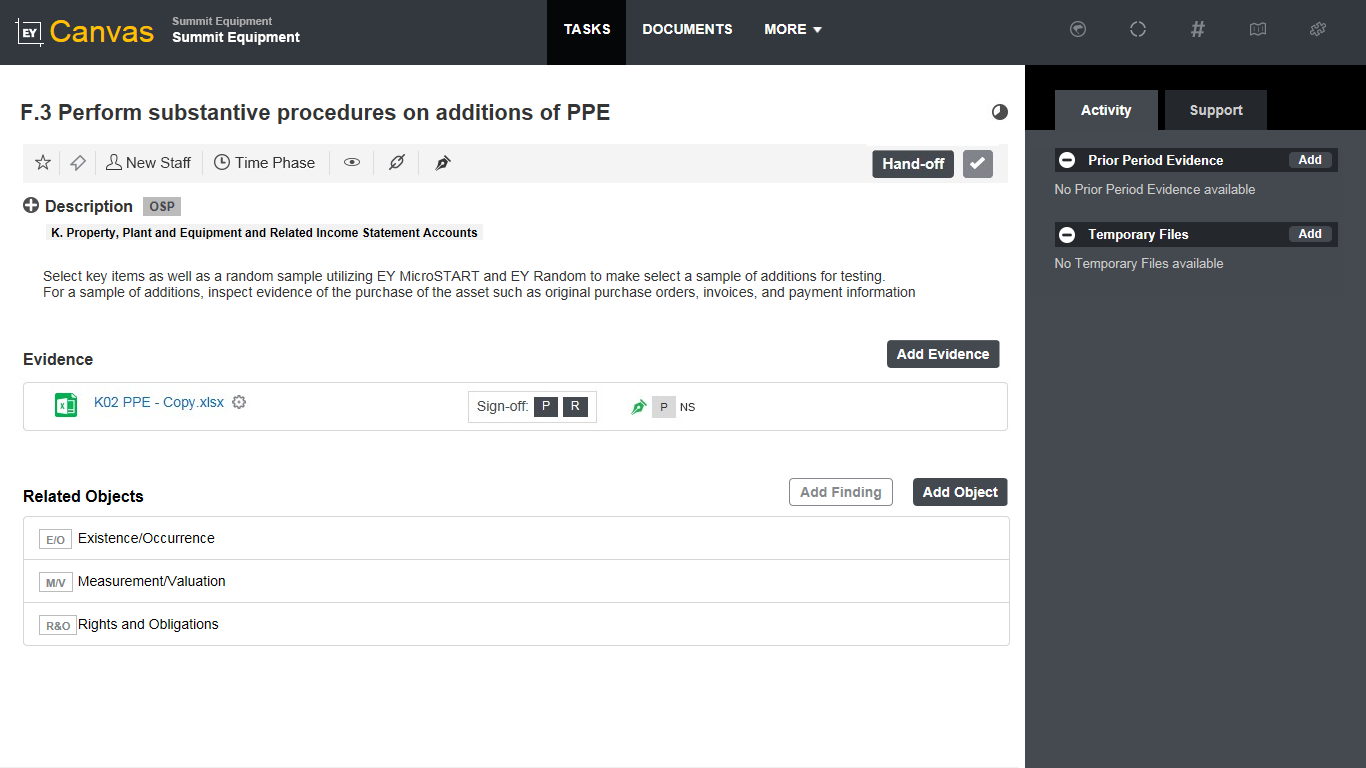 EY Canvas
Summit Equipment
Summit Equipment
TASKS
DOCUMENTS
MORE
#
F.3 Perform substantive procedures on additions of PPE
Activity
Support
New Staff
Time Phase
Hand-off
Prior Period Evidence
Add
No Prior Period Evidence available
Description OSP
K. Property, Plant and Equipment and Related Income Statement Accounts
Temporary Files
Add
No Temporary Files available
Select key items as well as a random sample utilizing EY MicroSTART and EY Random to make select a sample of additions for testing.
For a sample of additions, inspect evidence of the purchase of the asset such as original purchase orders, invoices, and payment information
Evidence
Add Evidence
K02 PPE - Copy.xlsx
Sign-off: P R
P NS
Related Objects
Add Finding
Add Object
E/O Existence/Occurrence
M/V Measurement/Valuation
R&O Rights and Obligations